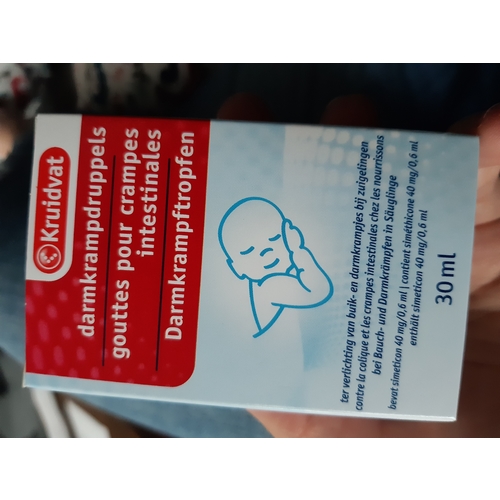 Kruidvat
darmkrampdruppels
gouttes pour crampes
intestinales
Darmkrampftropfen
ter verlichting van buik- en darmkrampjes bij zuigelingen
contre la colique et les crampes intestinales chez les nourrissons
bei Bauch- und Darmkrämpfen in Säuglinge
bevat simeticon 40 mg/0,6 ml | contient siméthicone 40 mg/0,6 ml
enthält simeticon 40 mg/0,6 ml
30 ml